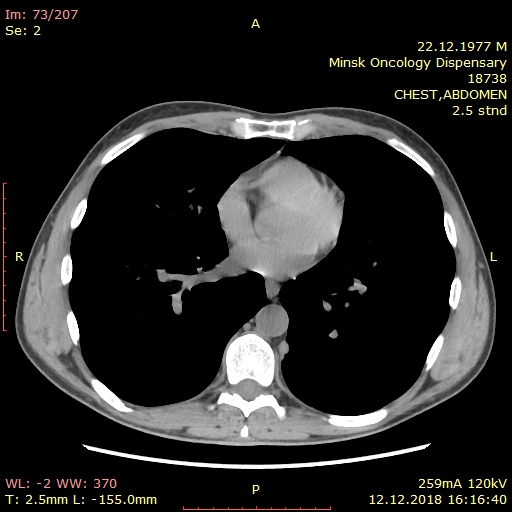 Im: 73/207
Se: 2
A
22.12.1977 M
Minsk Oncology Dispensary
18738
CHEST,ABDOMEN
2.5 stnd
R
L
WL: -2 WW: 370
T: 2.5mm L: -155.0mm
P
259mA 120kV
12.12.2018 16:16:40